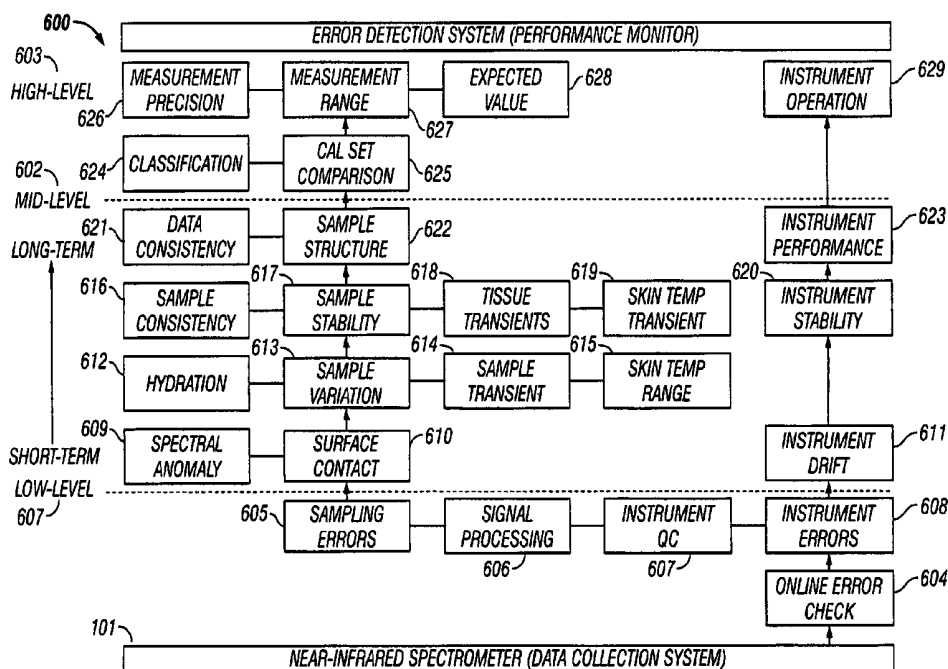 600
ERROR DETECTION SYSTEM (PERFORMANCE MONITOR)
603
HIGH-LEVEL
MEASUREMENT PRECISION
626
MEASUREMENT RANGE
627
EXPECTED VALUE
628
INSTRUMENT OPERATION
629
624
CLASSIFICATION
CAL SET COMPARISON
625
602
MID-LEVEL
621
LONG-TERM
DATA CONSISTENCY
SAMPLE STRUCTURE
622
INSTRUMENT PERFORMANCE
623
616
SAMPLE CONSISTENCY
617
SAMPLE STABILITY
618
TISSUE TRANSIENTS
619
SKIN TEMP TRANSIENT
620
INSTRUMENT STABILITY
612
HYDRATION
613
SAMPLE VARIATION
614
SAMPLE TRANSIENT
615
SKIN TEMP RANGE
609
SHORT-TERM
SPECTRAL ANOMALY
SURFACE CONTACT
610
INSTRUMENT DRIFT
611
LOW-LEVEL
607
605
SAMPLING ERRORS
SIGNAL PROCESSING
606
INSTRUMENT QC
607
INSTRUMENT ERRORS
608
ONLINE ERROR CHECK
604
101
NEAR-INFRARED SPECTROMETER (DATA COLLECTION SYSTEM)